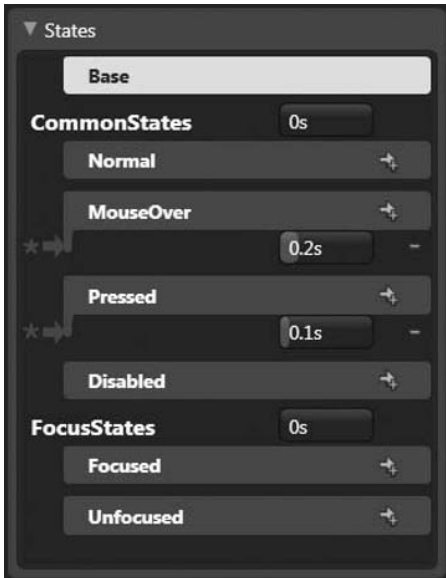 States
Base
CommonStates 0s
Normal
MouseOver
0.2s
Pressed
0.1s
Disabled
FocusStates 0s
Focused
Unfocused